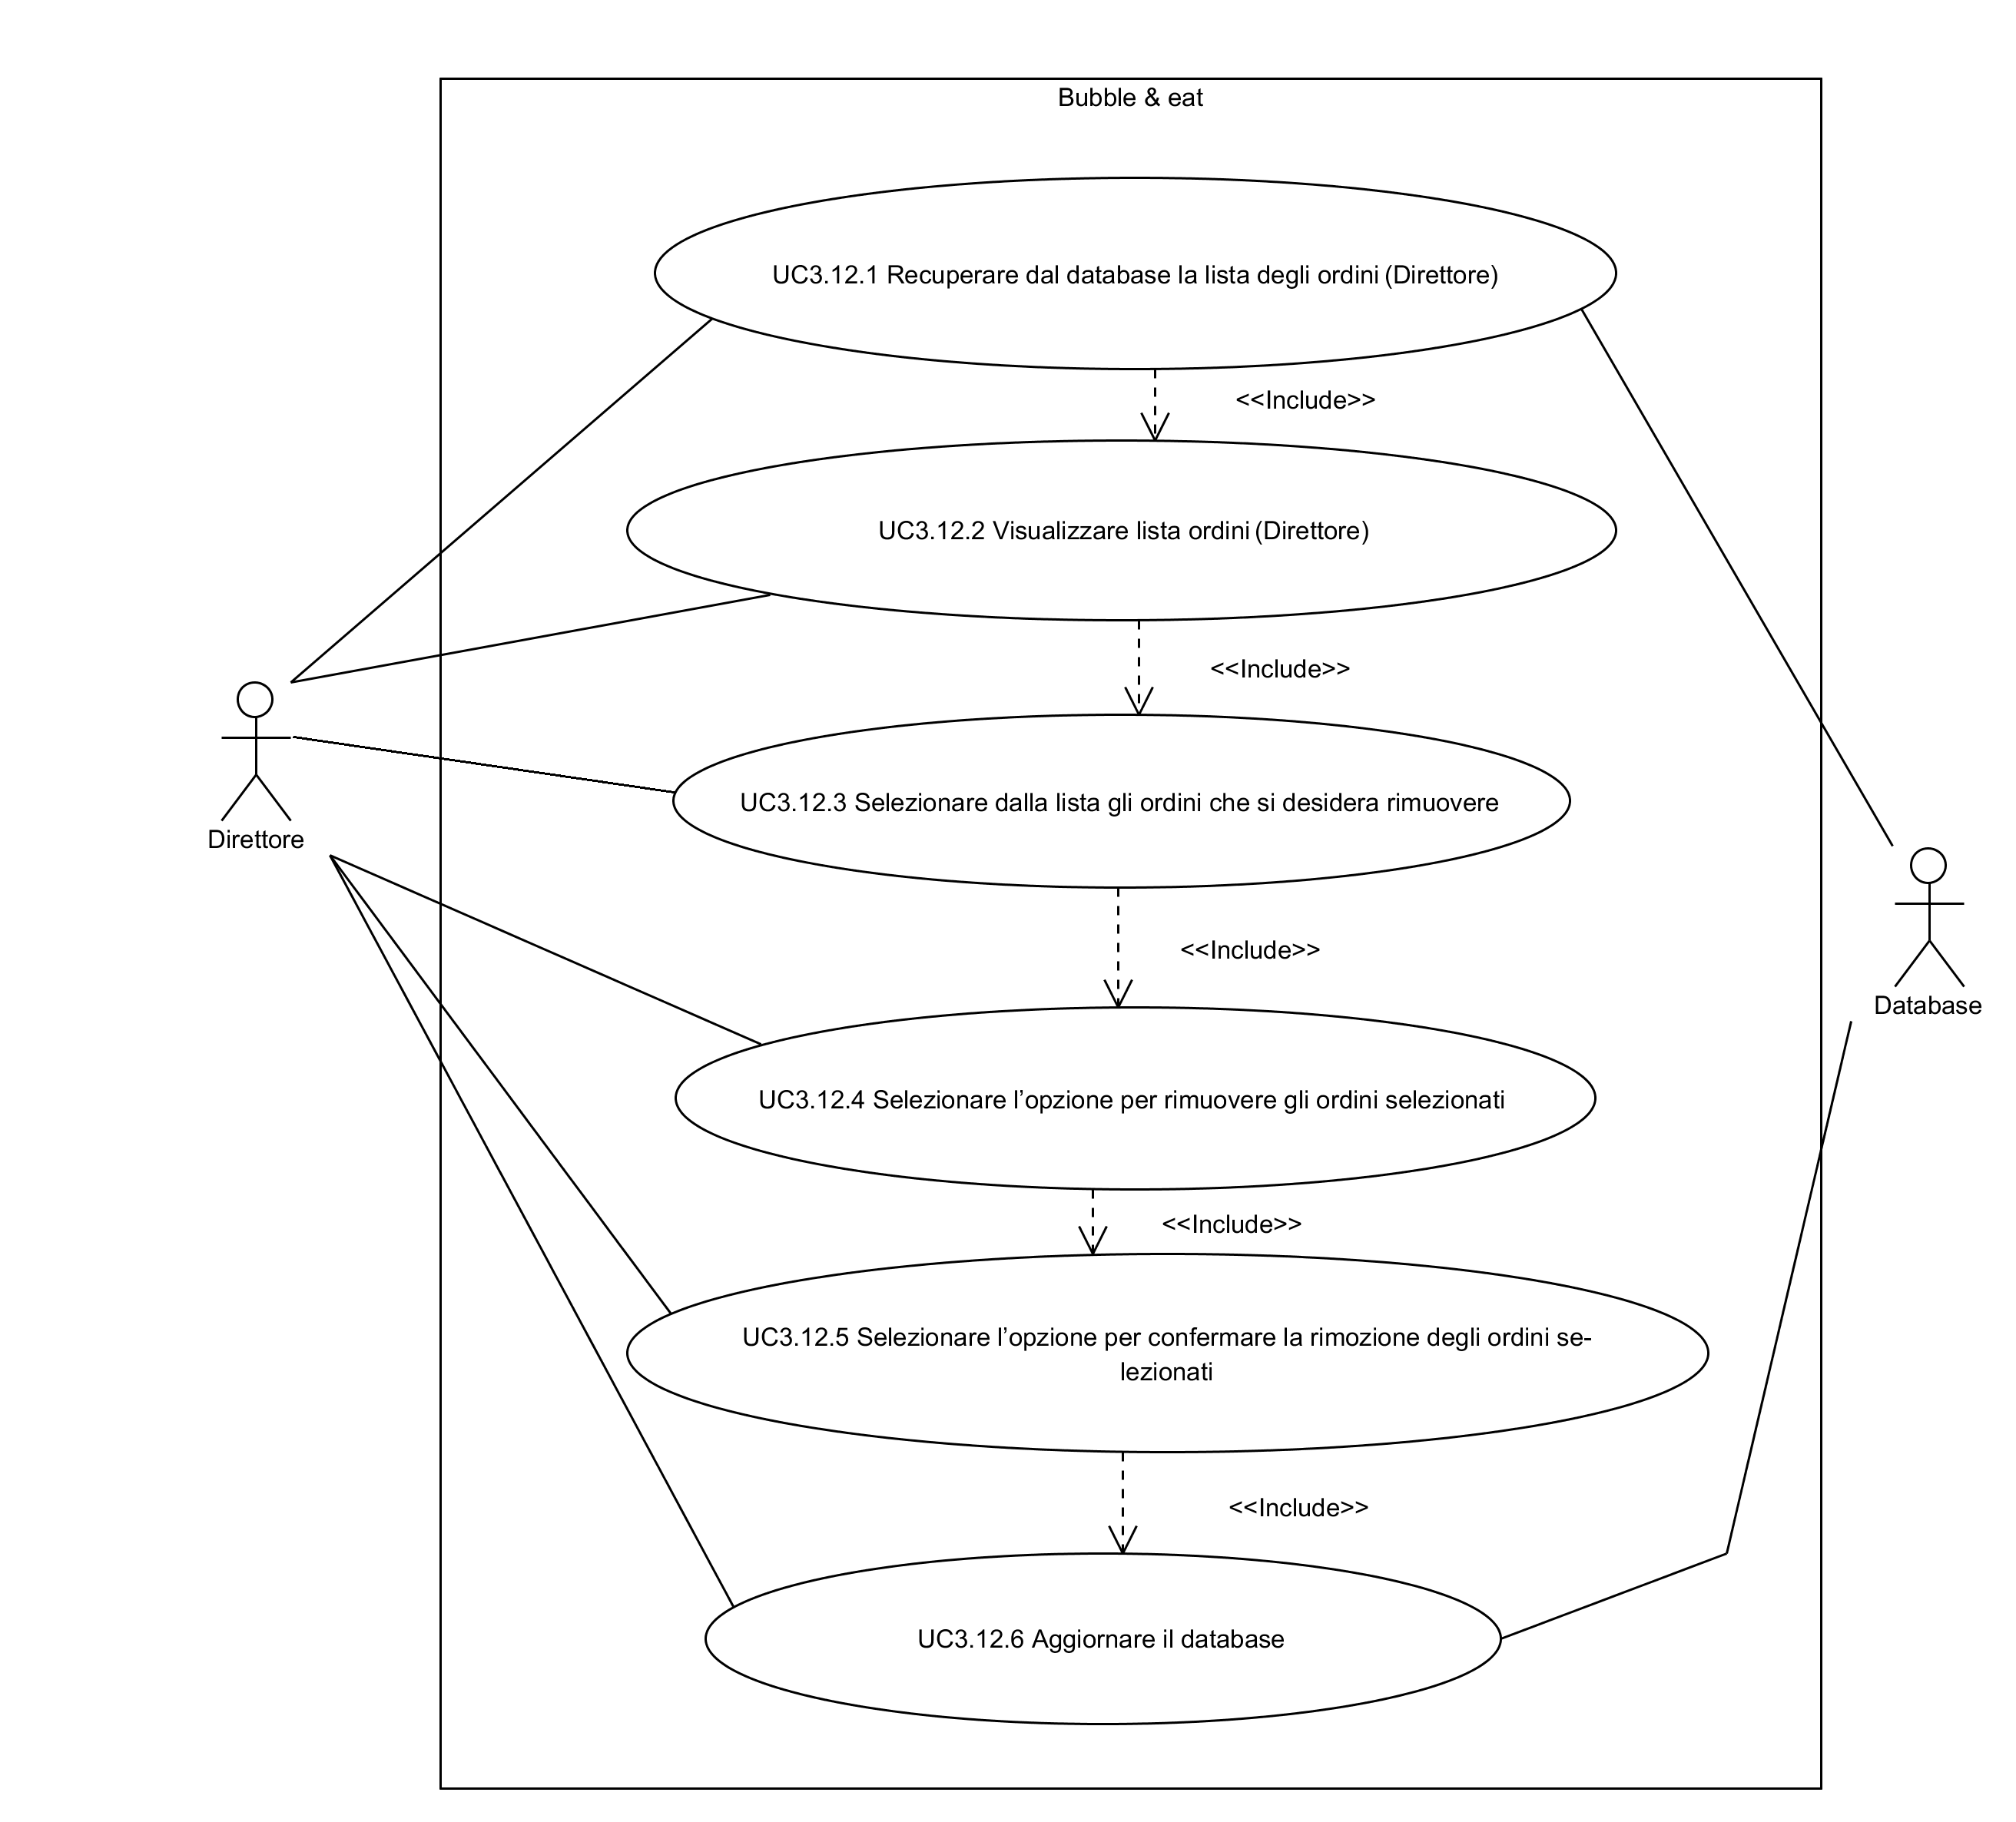 Bubble & eat
UC3.12.1 Recuperare dal database la lista degli ordini (Direttore)
<<Include>>
UC3.12.2 Visualizzare lista ordini (Direttore)
<<Include>>
UC3.12.3 Selezionare dalla lista gli ordini che si desidera rimuovere
Direttore
<<Include>>
Database
UC3.12.4 Selezionare l’opzione per rimuovere gli ordini selezionati
<<Include>>
UC3.12.5 Selezionare l’opzione per confermare la rimozione degli ordini se-
lezionati
<<Include>>
UC3.12.6 Aggiornare il database